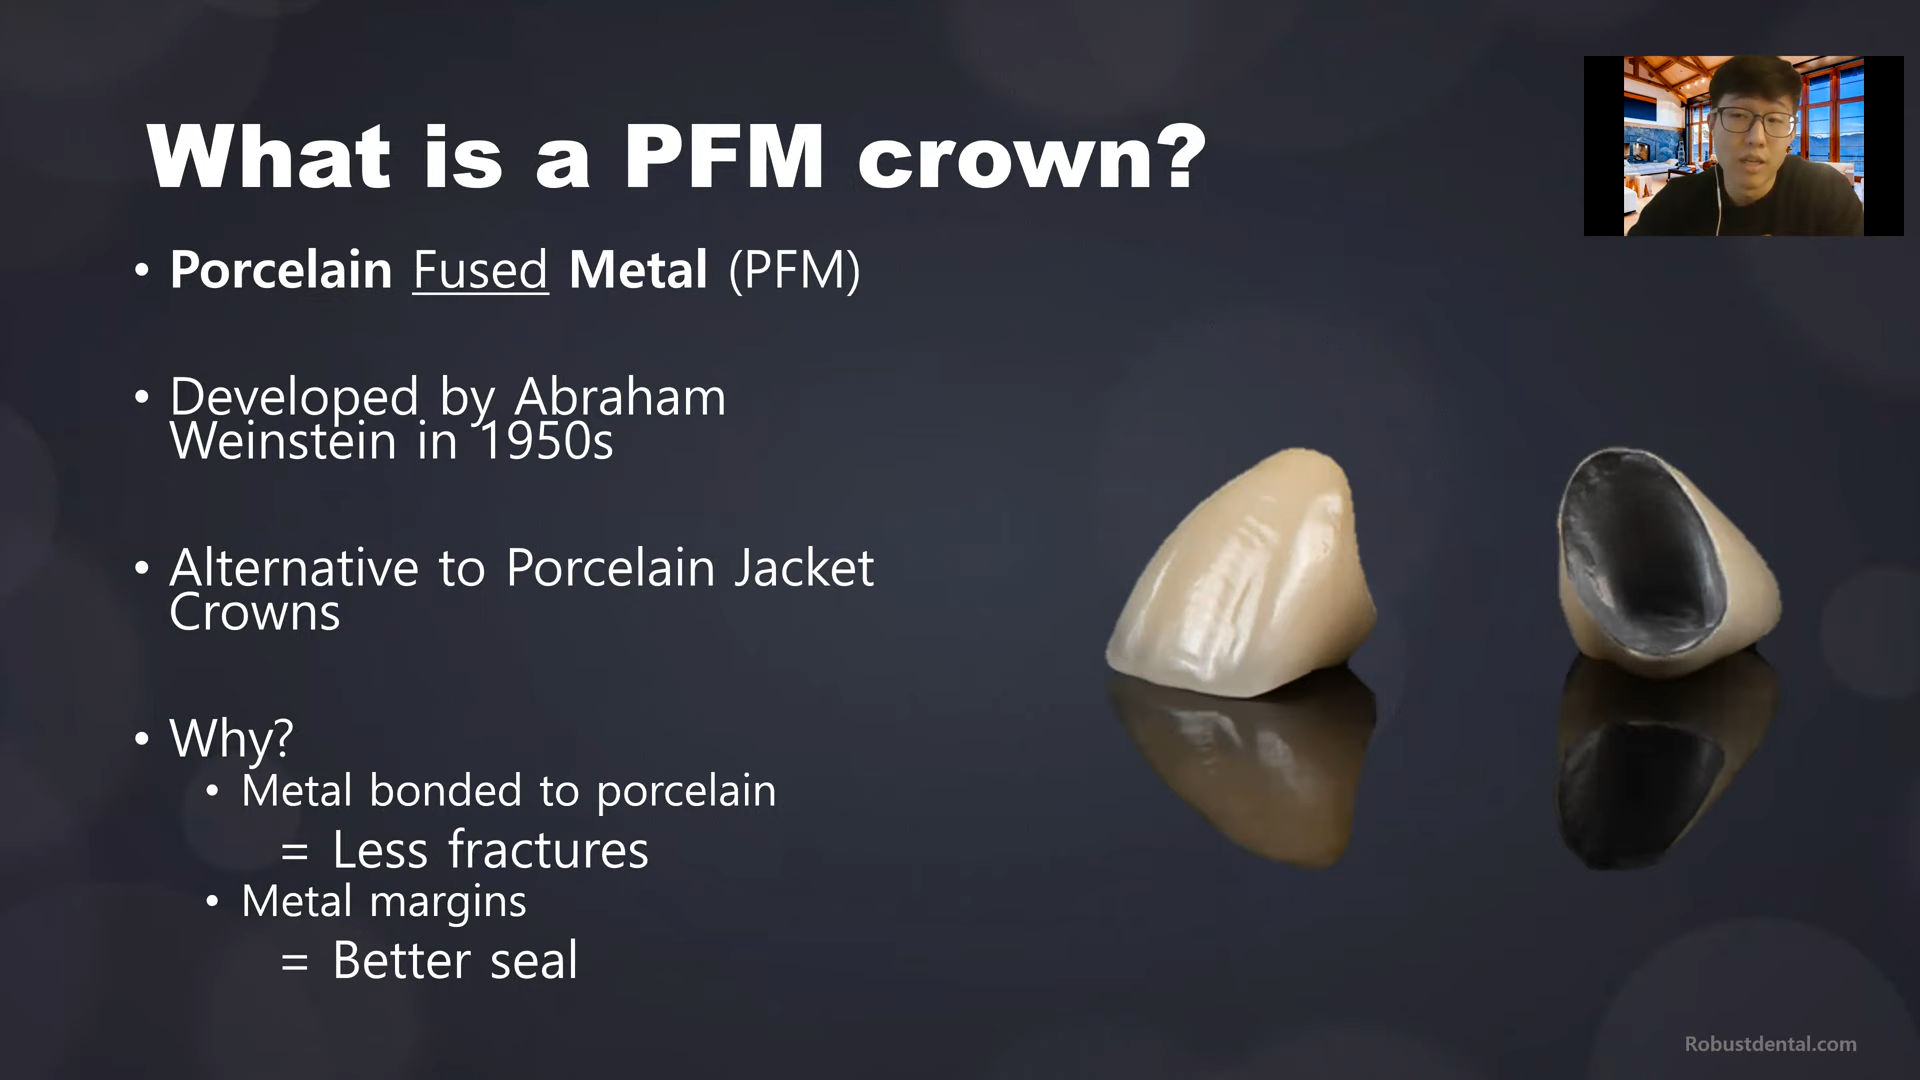 What is a PFM crown?
• Porcelain Fused Metal (PFM)
• Developed by Abraham
Weinstein in 1950s
• Alternative to Porcelain Jacket
Crowns
• Why?
• Metal bonded to porcelain
= Less fractures
• Metal margins
= Better seal
Robustdental.com